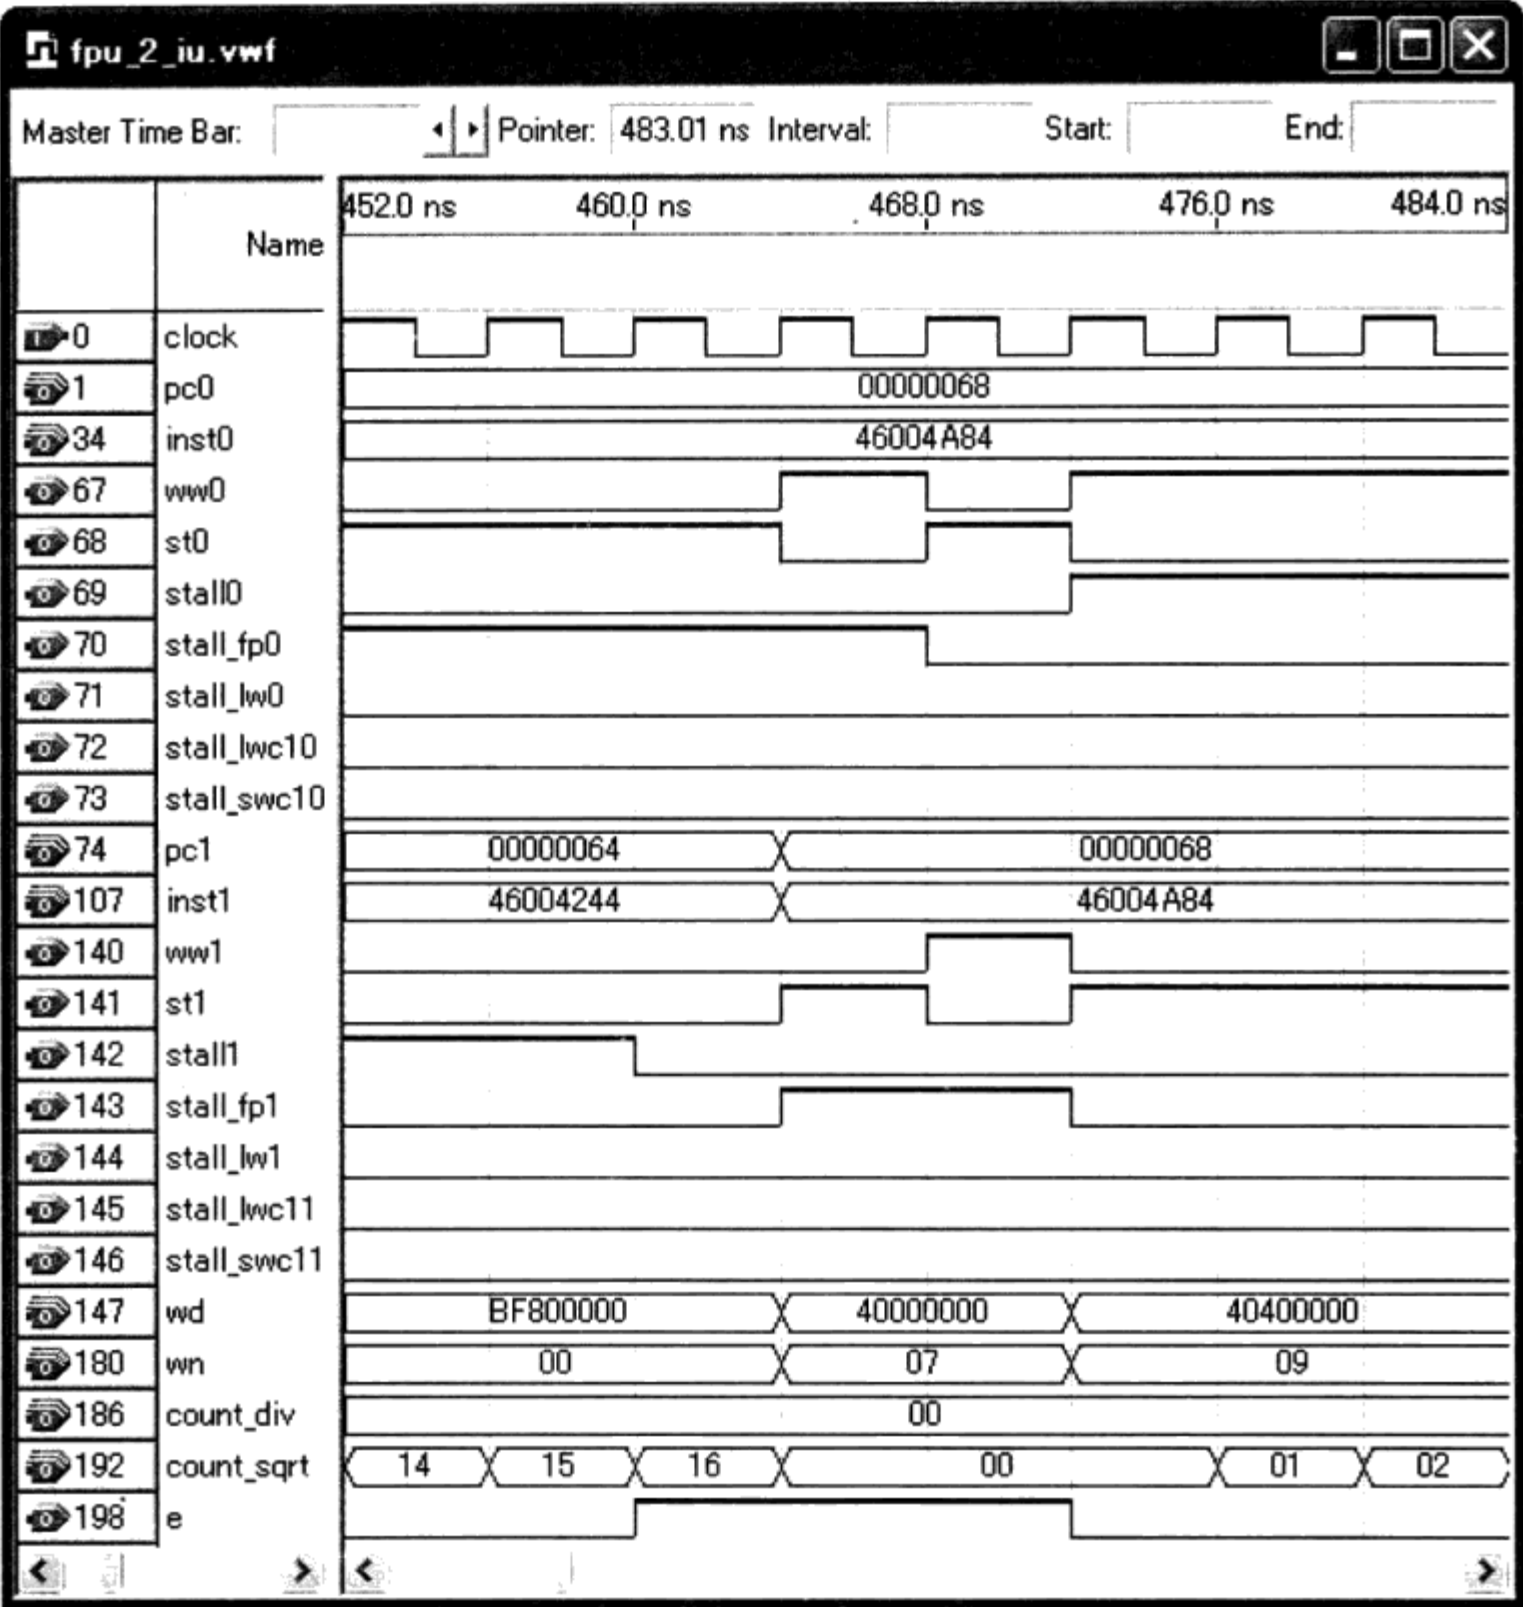 fpu_2_iu.vwf
Master Time Bar: Pointer: 483.01 ns Interval: Start: End:
Name 452.0 ns 460.0 ns 468.0 ns 476.0 ns 484.0 ns
0 clock
1 pc0 00000068
34 inst0 46004A84
67 ww0
68 st0
69 stall0
70 stall_fp0
71 stall_lw0
72 stall_lwc10
73 stall_swc10
74 pc1 00000064 00000068
107 inst1 46004244 46004A84
140 ww1
141 st1
142 stall1
143 stall_fp1
144 stall_lw1
145 stall_lwc11
146 stall_swc11
147 wd BF800000 40000000 40400000
180 wn 00 07 09
186 count_div 00
192 count_sqrt 14 15 16 00 01 02
198 e